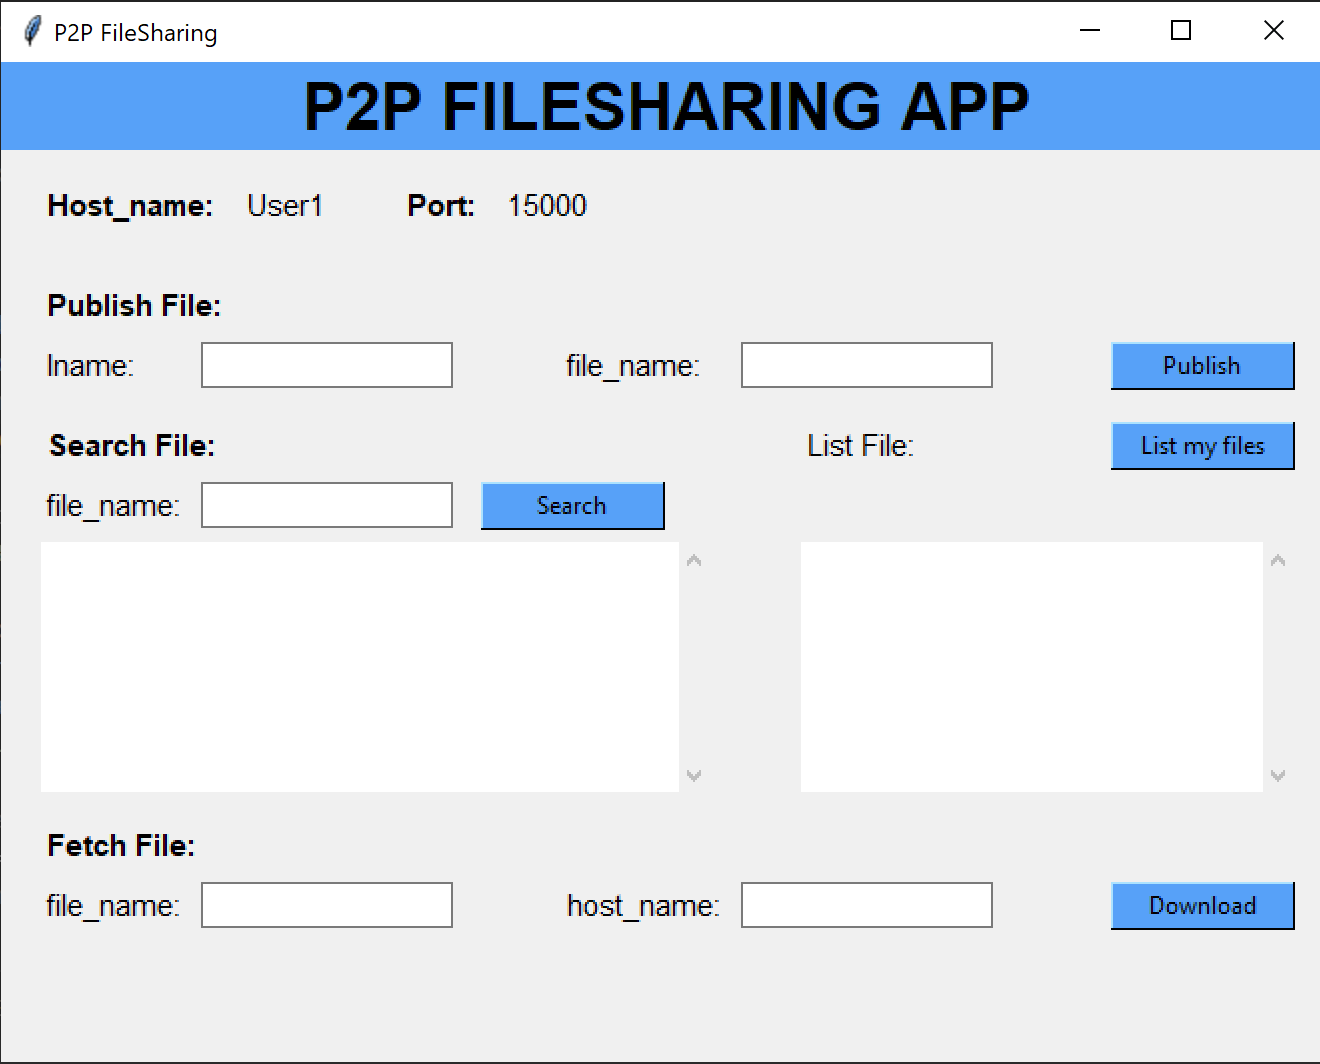 P2P FileSharing
P2P FILESHARING APP
Host_name: User1 Port: 15000
Publish File:
lname: file_name: Publish
Search File: List File: List my files
file_name: Search
Fetch File:
file_name: host_name: Download